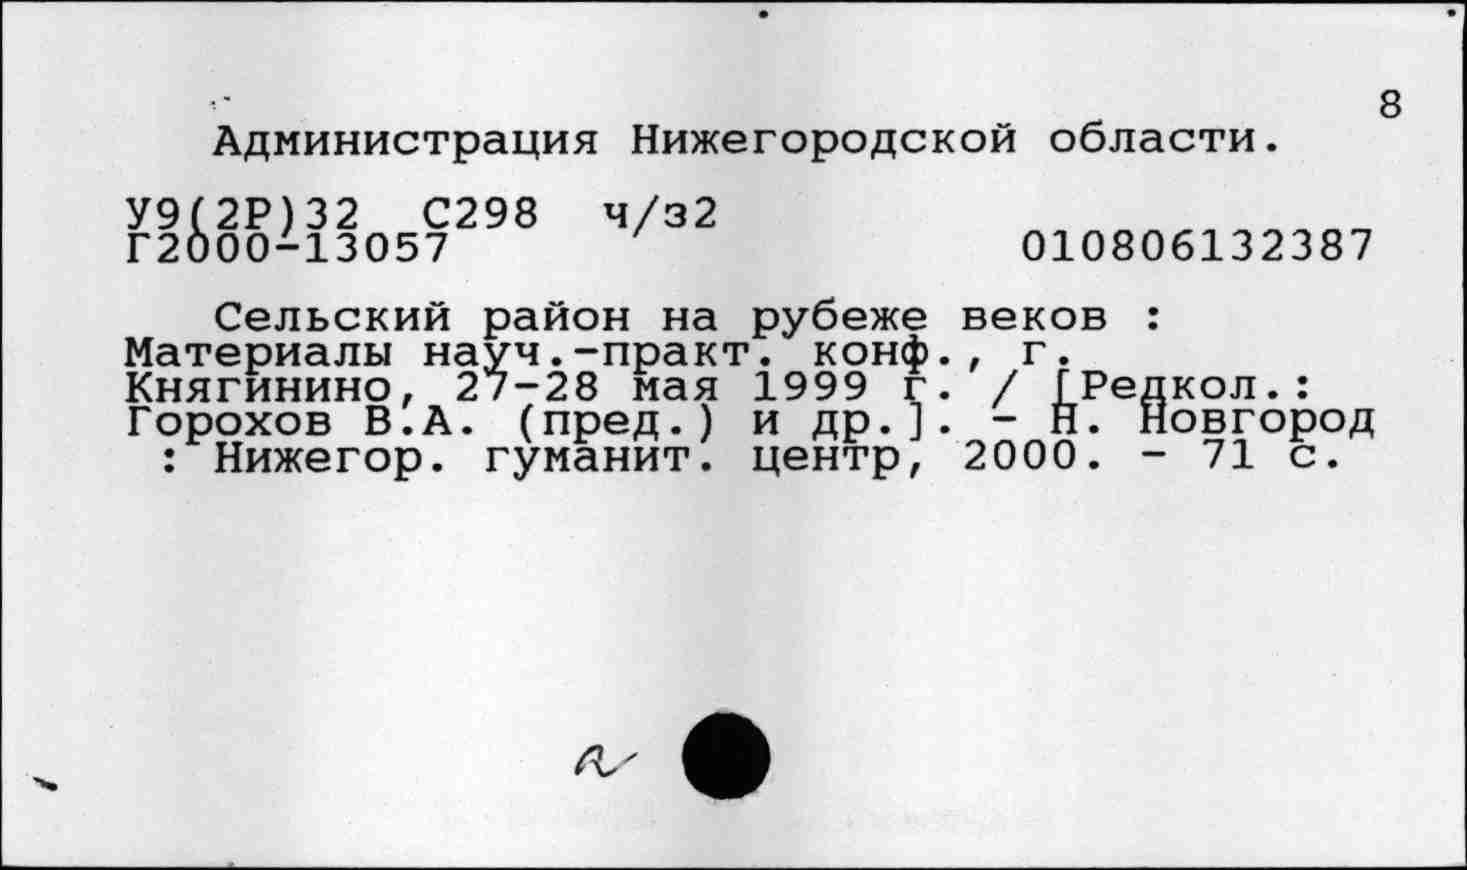 8
Администрация Нижегородской области.
У9(2Р)32 С298 ч/з2
Г2000-13057 010806132387
Сельский район на рубеже веков :
Материалы науч.-практ. конф., г.
Княгинино, 27-28 мая 1999 г. / [Редкол.:
Горохов В.А. (пред.) и др.]. - Н. Новгород
: Нижегор. гуманит. центр, 2000. - 71 с.